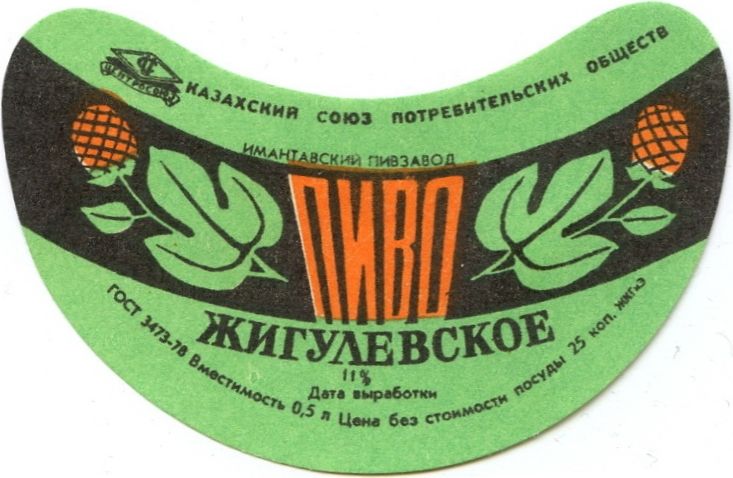 ЦЕНТРОСОЮЗ
КАЗАХСКИЙ СОЮЗ ПОТРЕБИТЕЛЬСКИХ ОБЩЕСТВ
ИМАНТАВСКИЙ ПИВЗАВОД
ПИВО
ЖИГУЛЕВСКОЕ
11%
Дата выработки
ГОСТ 3473-78 Вместимость 0,5 л Цена без стоимости посуды 25 коп.